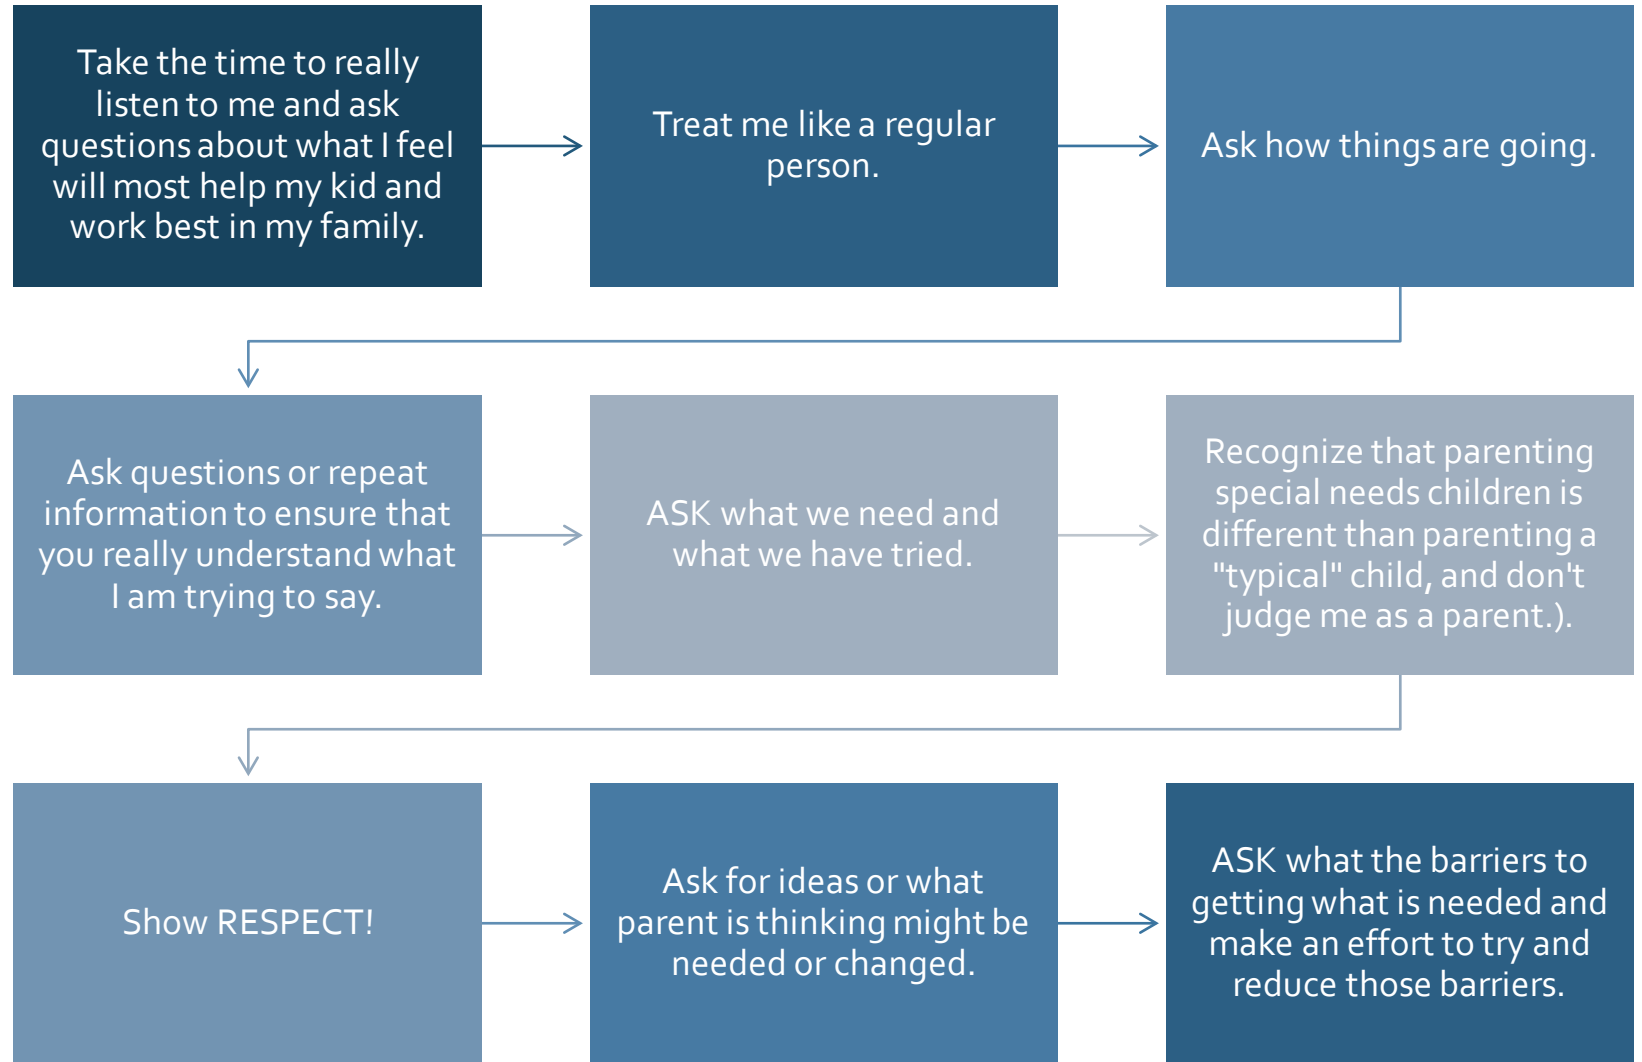 Take the time to really
listen to me and ask
questions about what I feel
will most help my kid and
work best in my family.
Treat me like a regular
person.
Ask how things are going.
Ask questions or repeat
information to ensure that
you really understand what
I am trying to say.
ASK what we need and
what we have tried.
Recognize that parenting
special needs children is
different than parenting a
"typical" child, and don't
judge me as a parent.).
Show RESPECT!
Ask for ideas or what
parent is thinking might be
needed or changed.
ASK what the barriers to
getting what is needed and
make an effort to try and
reduce those barriers.